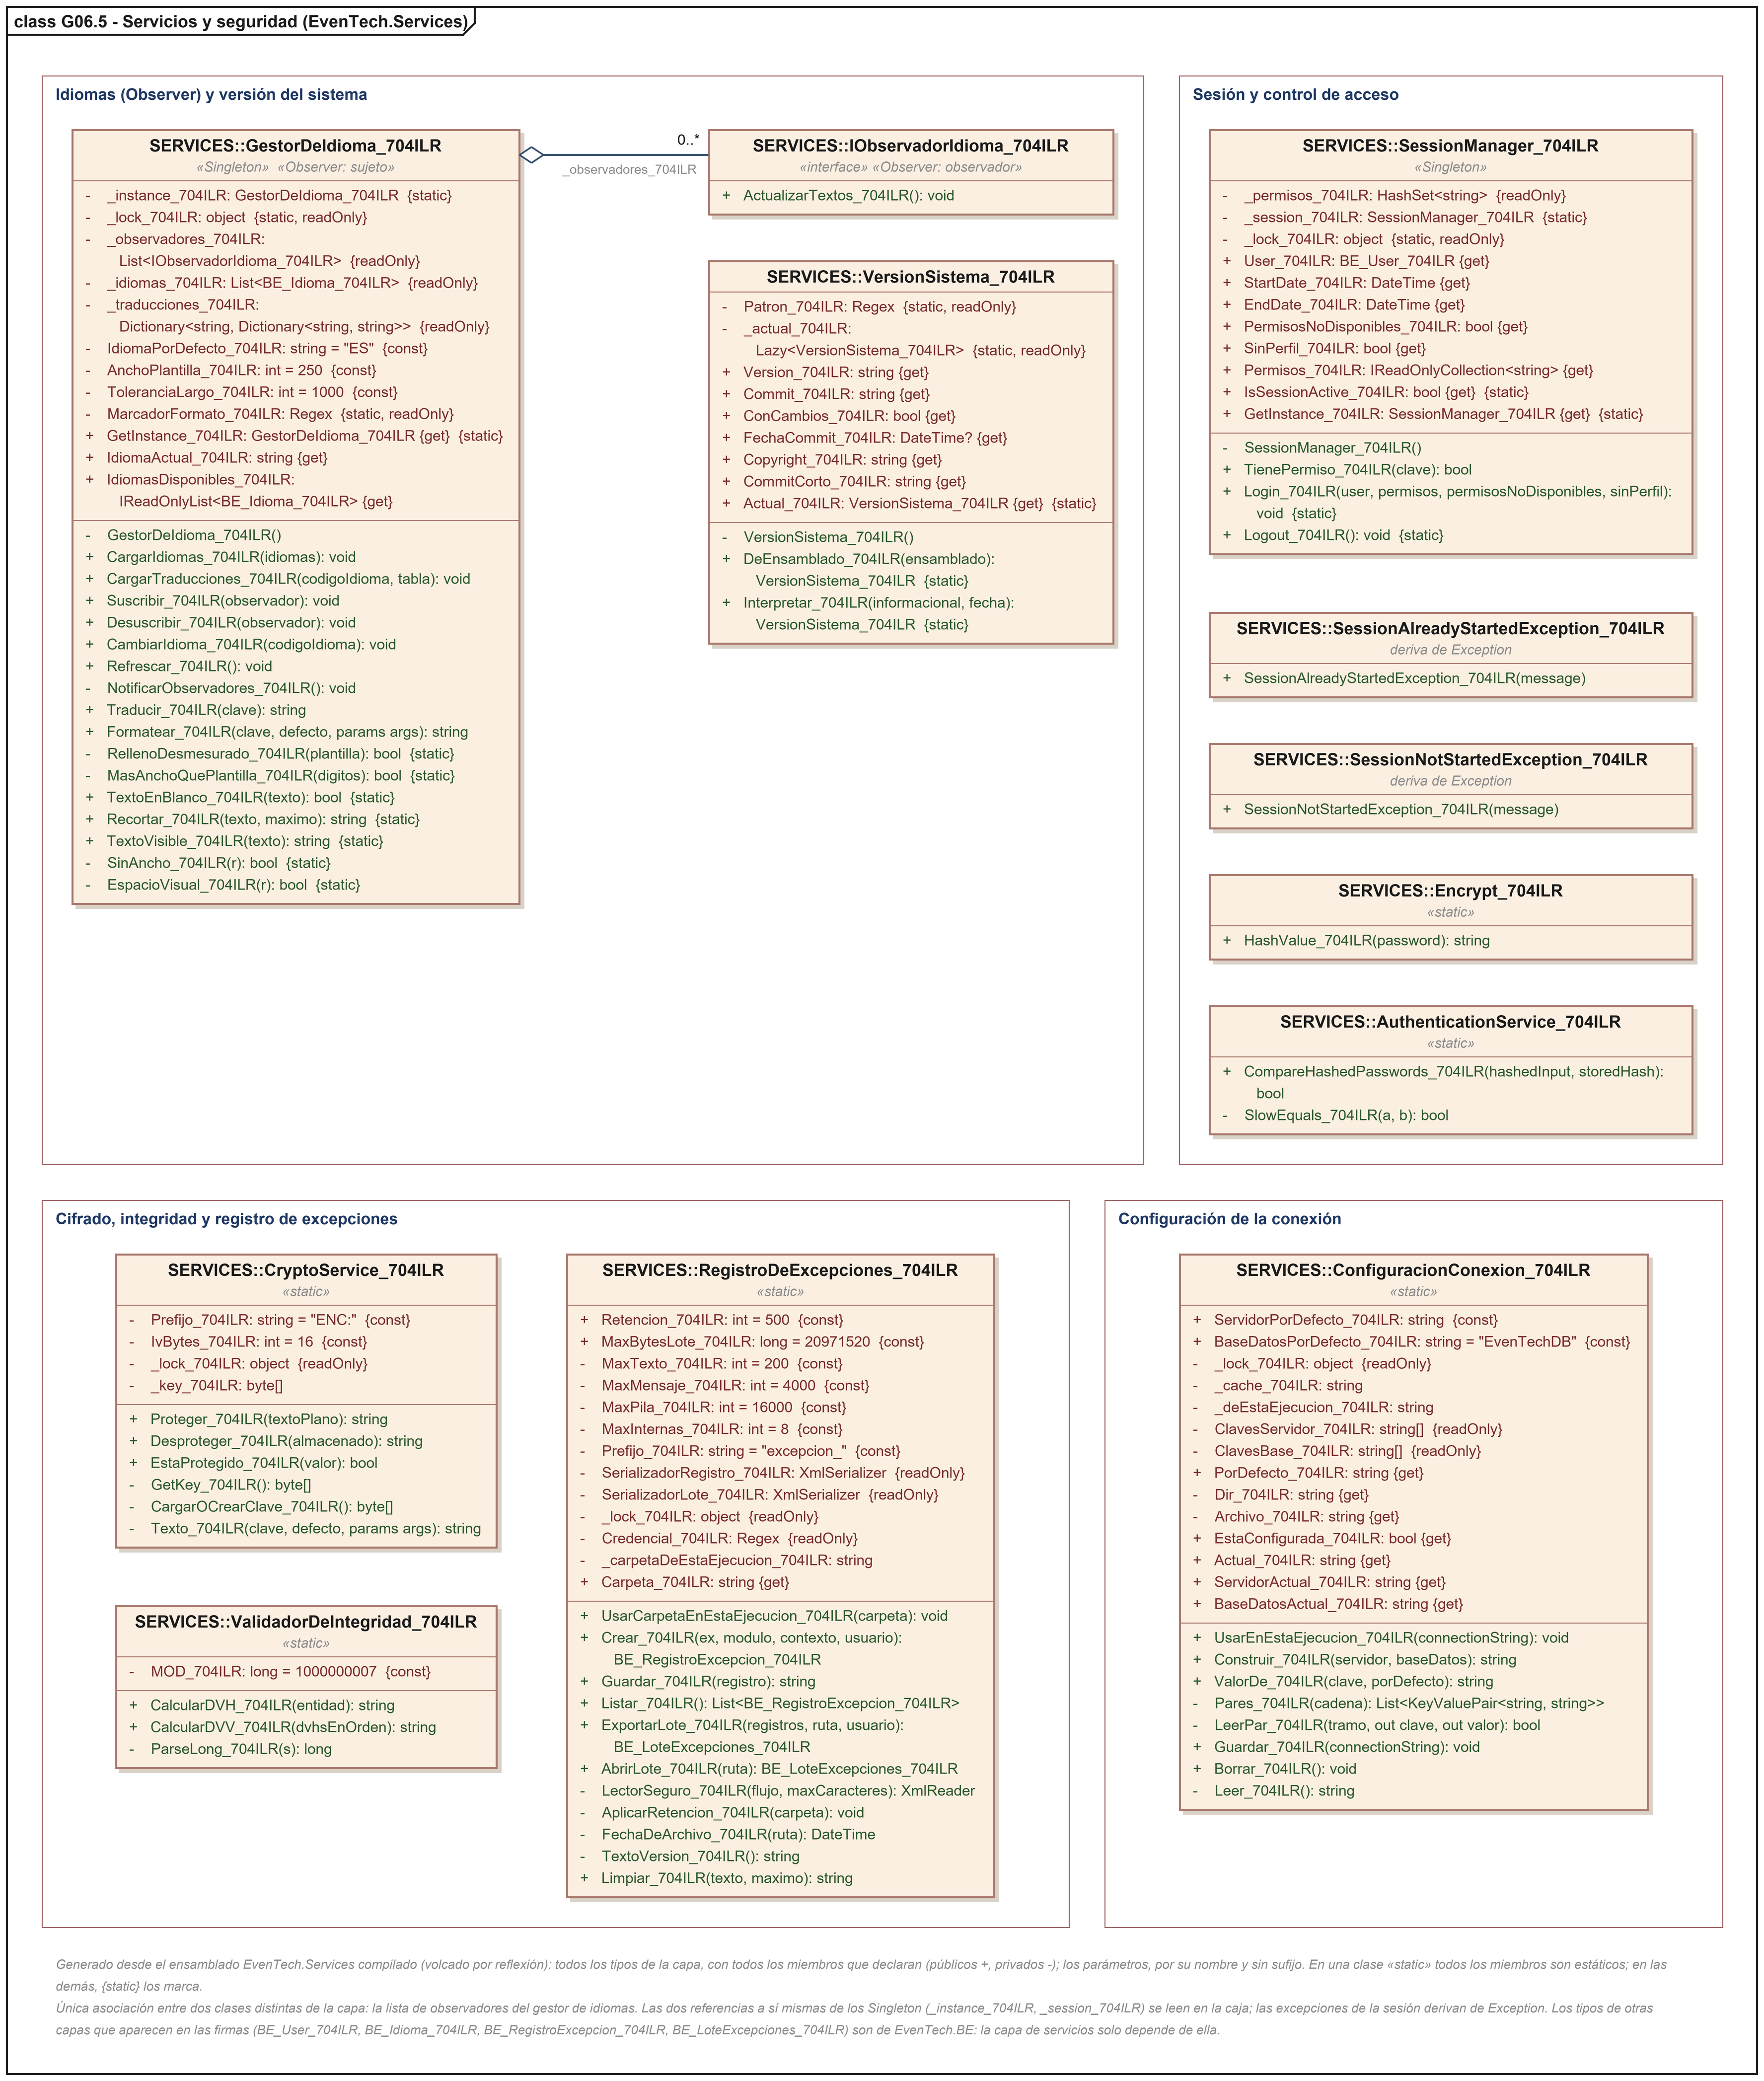 class G06.5 - Servicios y seguridad (EvenTech.Services)
Idiomas (Observer) y versión del sistema
SERVICES::GestorDeIdioma_704ILR
«Singleton» «Observer: sujeto»
- _instance_704ILR: GestorDeIdioma_704ILR {static}
- _lock_704ILR: object {static, readOnly}
- _observadores_704ILR:
List<IObservadorIdioma_704ILR> {readOnly}
- _idiomas_704ILR: List<BE_Idioma_704ILR> {readOnly}
- _traducciones_704ILR:
Dictionary<string, Dictionary<string, string>> {readOnly}
- IdiomaPorDefecto_704ILR: string = "ES" {const}
- AnchoPlantilla_704ILR: int = 250 {const}
- ToleranciaLargo_704ILR: int = 1000 {const}
- MarcadorFormato_704ILR: Regex {static, readOnly}
+ GetInstance_704ILR: GestorDeIdioma_704ILR {get} {static}
+ IdiomaActual_704ILR: string {get}
+ IdiomasDisponibles_704ILR:
IReadOnlyList<BE_Idioma_704ILR> {get}
- GestorDeIdioma_704ILR()
+ CargarIdiomas_704ILR(idiomas): void
+ CargarTraducciones_704ILR(codigoIdioma, tabla): void
+ Suscribir_704ILR(observador): void
+ Desuscribir_704ILR(observador): void
+ CambiarIdioma_704ILR(codigoIdioma): void
+ Refrescar_704ILR(): void
- NotificarObservadores_704ILR(): void
+ Traducir_704ILR(clave): string
+ Formatear_704ILR(clave, defecto, params args): string
- RellenoDesmesurado_704ILR(plantilla): bool {static}
- MasAnchoQuePlantilla_704ILR(digitos): bool {static}
+ TextoEnBlanco_704ILR(texto): bool {static}
+ Recortar_704ILR(texto, maximo): string {static}
+ TextoVisible_704ILR(texto): string {static}
- SinAncho_704ILR(r): bool {static}
- EspacioVisual_704ILR(r): bool {static}
0..*
_observadores_704ILR
SERVICES::IObservadorIdioma_704ILR
«interface» «Observer: observador»
+ ActualizarTextos_704ILR(): void
SERVICES::VersionSistema_704ILR
- Patron_704ILR: Regex {static, readOnly}
- _actual_704ILR:
Lazy<VersionSistema_704ILR> {static, readOnly}
+ Version_704ILR: string {get}
+ Commit_704ILR: string {get}
+ ConCambios_704ILR: bool {get}
+ FechaCommit_704ILR: DateTime? {get}
+ Copyright_704ILR: string {get}
+ CommitCorto_704ILR: string {get}
+ Actual_704ILR: VersionSistema_704ILR {get} {static}
- VersionSistema_704ILR()
+ DeEnsamblado_704ILR(ensamblado):
VersionSistema_704ILR {static}
+ Interpretar_704ILR(informacional, fecha):
VersionSistema_704ILR {static}
Sesión y control de acceso
SERVICES::SessionManager_704ILR
«Singleton»
- _permisos_704ILR: HashSet<string> {readOnly}
- _session_704ILR: SessionManager_704ILR {static}
- _lock_704ILR: object {static, readOnly}
+ User_704ILR: BE_User_704ILR {get}
+ StartDate_704ILR: DateTime {get}
+ EndDate_704ILR: DateTime {get}
+ PermisosNoDisponibles_704ILR: bool {get}
+ SinPerfil_704ILR: bool {get}
+ Permisos_704ILR: IReadOnlyCollection<string> {get}
+ IsSessionActive_704ILR: bool {get} {static}
+ GetInstance_704ILR: SessionManager_704ILR {get} {static}
- SessionManager_704ILR()
+ TienePermiso_704ILR(clave): bool
+ Login_704ILR(user, permisos, permisosNoDisponibles, sinPerfil):
void {static}
+ Logout_704ILR(): void {static}
SERVICES::SessionAlreadyStartedException_704ILR
deriva de Exception
+ SessionAlreadyStartedException_704ILR(message)
SERVICES::SessionNotStartedException_704ILR
deriva de Exception
+ SessionNotStartedException_704ILR(message)
SERVICES::Encrypt_704ILR
«static»
+ HashValue_704ILR(password): string
SERVICES::AuthenticationService_704ILR
«static»
+ CompareHashedPasswords_704ILR(hashedInput, storedHash):
bool
- SlowEquals_704ILR(a, b): bool
Cifrado, integridad y registro de excepciones
SERVICES::CryptoService_704ILR
«static»
- Prefijo_704ILR: string = "ENC:" {const}
- IvBytes_704ILR: int = 16 {const}
- _lock_704ILR: object {readOnly}
- _key_704ILR: byte[]
+ Proteger_704ILR(textoPlano): string
+ Desproteger_704ILR(almacenado): string
+ EstaProtegido_704ILR(valor): bool
- GetKey_704ILR(): byte[]
- CargarOCrearClave_704ILR(): byte[]
- Texto_704ILR(clave, defecto, params args): string
SERVICES::ValidadorDeIntegridad_704ILR
«static»
- MOD_704ILR: long = 1000000007 {const}
+ CalcularDVH_704ILR(entidad): string
+ CalcularDVV_704ILR(dvhsEnOrden): string
- ParseLong_704ILR(s): long
SERVICES::RegistroDeExcepciones_704ILR
«static»
+ Retencion_704ILR: int = 500 {const}
+ MaxBytesLote_704ILR: long = 20971520 {const}
- MaxTexto_704ILR: int = 200 {const}
- MaxMensaje_704ILR: int = 4000 {const}
- MaxPila_704ILR: int = 16000 {const}
- MaxInternas_704ILR: int = 8 {const}
- Prefijo_704ILR: string = "excepcion_" {const}
- SerializadorRegistro_704ILR: XmlSerializer {readOnly}
- SerializadorLote_704ILR: XmlSerializer {readOnly}
- _lock_704ILR: object {readOnly}
- Credencial_704ILR: Regex {readOnly}
- _carpetaDeEstaEjecucion_704ILR: string
+ Carpeta_704ILR: string {get}
+ UsarCarpetaEnEstaEjecucion_704ILR(carpeta): void
+ Crear_704ILR(ex, modulo, contexto, usuario):
BE_RegistroExcepcion_704ILR
+ Guardar_704ILR(registro): string
+ Listar_704ILR(): List<BE_RegistroExcepcion_704ILR>
+ ExportarLote_704ILR(registros, ruta, usuario):
BE_LoteExcepciones_704ILR
+ AbrirLote_704ILR(ruta): BE_LoteExcepciones_704ILR
- LectorSeguro_704ILR(flujo, maxCaracteres): XmlReader
- AplicarRetencion_704ILR(carpeta): void
- FechaDeArchivo_704ILR(ruta): DateTime
- TextoVersion_704ILR(): string
+ Limpiar_704ILR(texto, maximo): string
Configuración de la conexión
SERVICES::ConfiguracionConexion_704ILR
«static»
+ ServidorPorDefecto_704ILR: string {const}
+ BaseDatosPorDefecto_704ILR: string = "EvenTechDB" {const}
- _lock_704ILR: object {readOnly}
- _cache_704ILR: string
- _deEstaEjecucion_704ILR: string
- ClavesServidor_704ILR: string[] {readOnly}
- ClavesBase_704ILR: string[] {readOnly}
+ PorDefecto_704ILR: string {get}
- Dir_704ILR: string {get}
- Archivo_704ILR: string {get}
+ EstaConfigurada_704ILR: bool {get}
+ Actual_704ILR: string {get}
+ ServidorActual_704ILR: string {get}
+ BaseDatosActual_704ILR: string {get}
+ UsarEnEstaEjecucion_704ILR(connectionString): void
+ Construir_704ILR(servidor, baseDatos): string
+ ValorDe_704ILR(clave, porDefecto): string
- Pares_704ILR(cadena): List<KeyValuePair<string, string>>
- LeerPar_704ILR(tramo, out clave, out valor): bool
+ Guardar_704ILR(connectionString): void
+ Borrar_704ILR(): void
- Leer_704ILR(): string
Generado desde el ensamblado EvenTech.Services compilado (volcado por reflexión): todos los tipos de la capa, con todos los miembros que declaran (públicos +, privados -); los parámetros, por su nombre y sin sufijo. En una clase «static» todos los miembros son estáticos; en las
demás, {static} los marca.
Única asociación entre dos clases distintas de la capa: la lista de observadores del gestor de idiomas. Las dos referencias a sí mismas de los Singleton (_instance_704ILR, _session_704ILR) se leen en la caja; las excepciones de la sesión derivan de Exception. Los tipos de otras
capas que aparecen en las firmas (BE_User_704ILR, BE_Idioma_704ILR, BE_RegistroExcepcion_704ILR, BE_LoteExcepciones_704ILR) son de EvenTech.BE: la capa de servicios solo depende de ella.